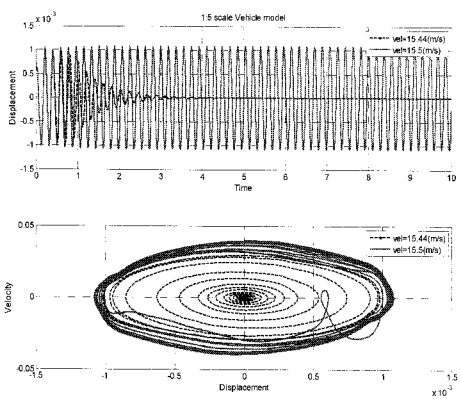 1:5 scale Vehicle model
1.5 x 10⁻³
vel=15.44(m/s)
vel=15.5(m/s)
1
0.5
0
-0.5
-1
-1.5
Displacement
0 1 2 3 4 5 6 7 8 9 10
Time
0.05
vel=15.44(m/s)
vel=15.5(m/s)
0
Velocity
-0.05
-1.5 -1 -0.5 0 0.5 1 1.5
Displacement
x 10⁻³